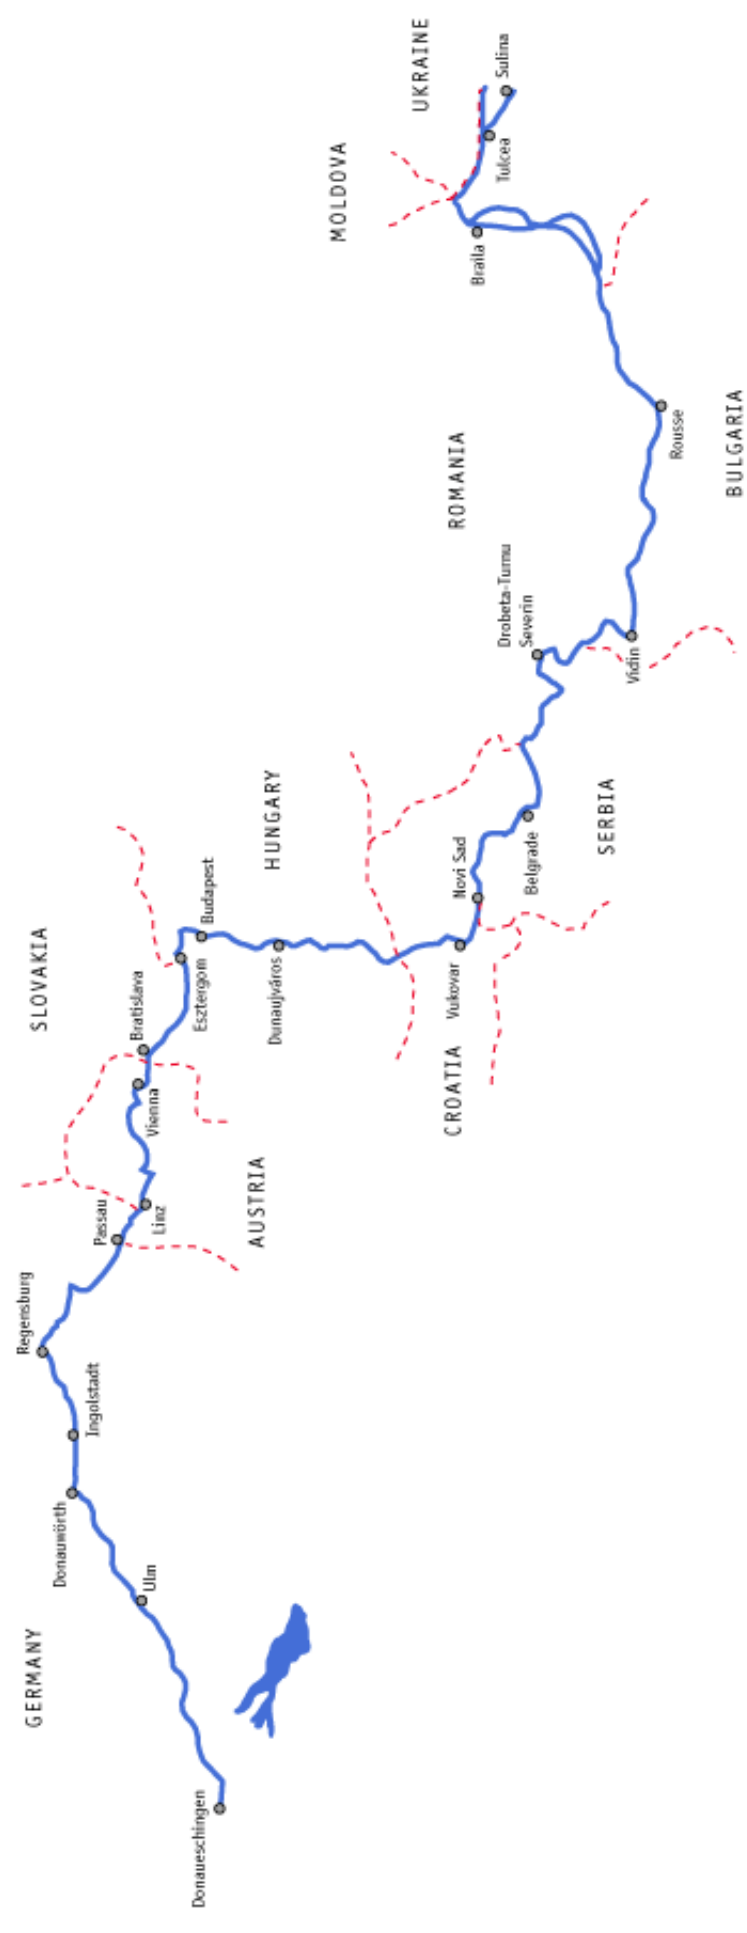 GERMANY
Donaueschingen
Ulm
Donauwörth
Ingolstadt
Regensburg
Passau
Linz
AUSTRIA
Vienna
Bratislava
SLOVAKIA
Esztergom
Budapest
HUNGARY
Dunaujváros
CROATIA
Vukovar
Novi Sad
Belgrade
SERBIA
Drobeta-Turnu
Severin
Vidin
ROMANIA
Rousse
BULGARIA
Braila
MOLDOVA
Tulcea
UKRAINE
Sulina